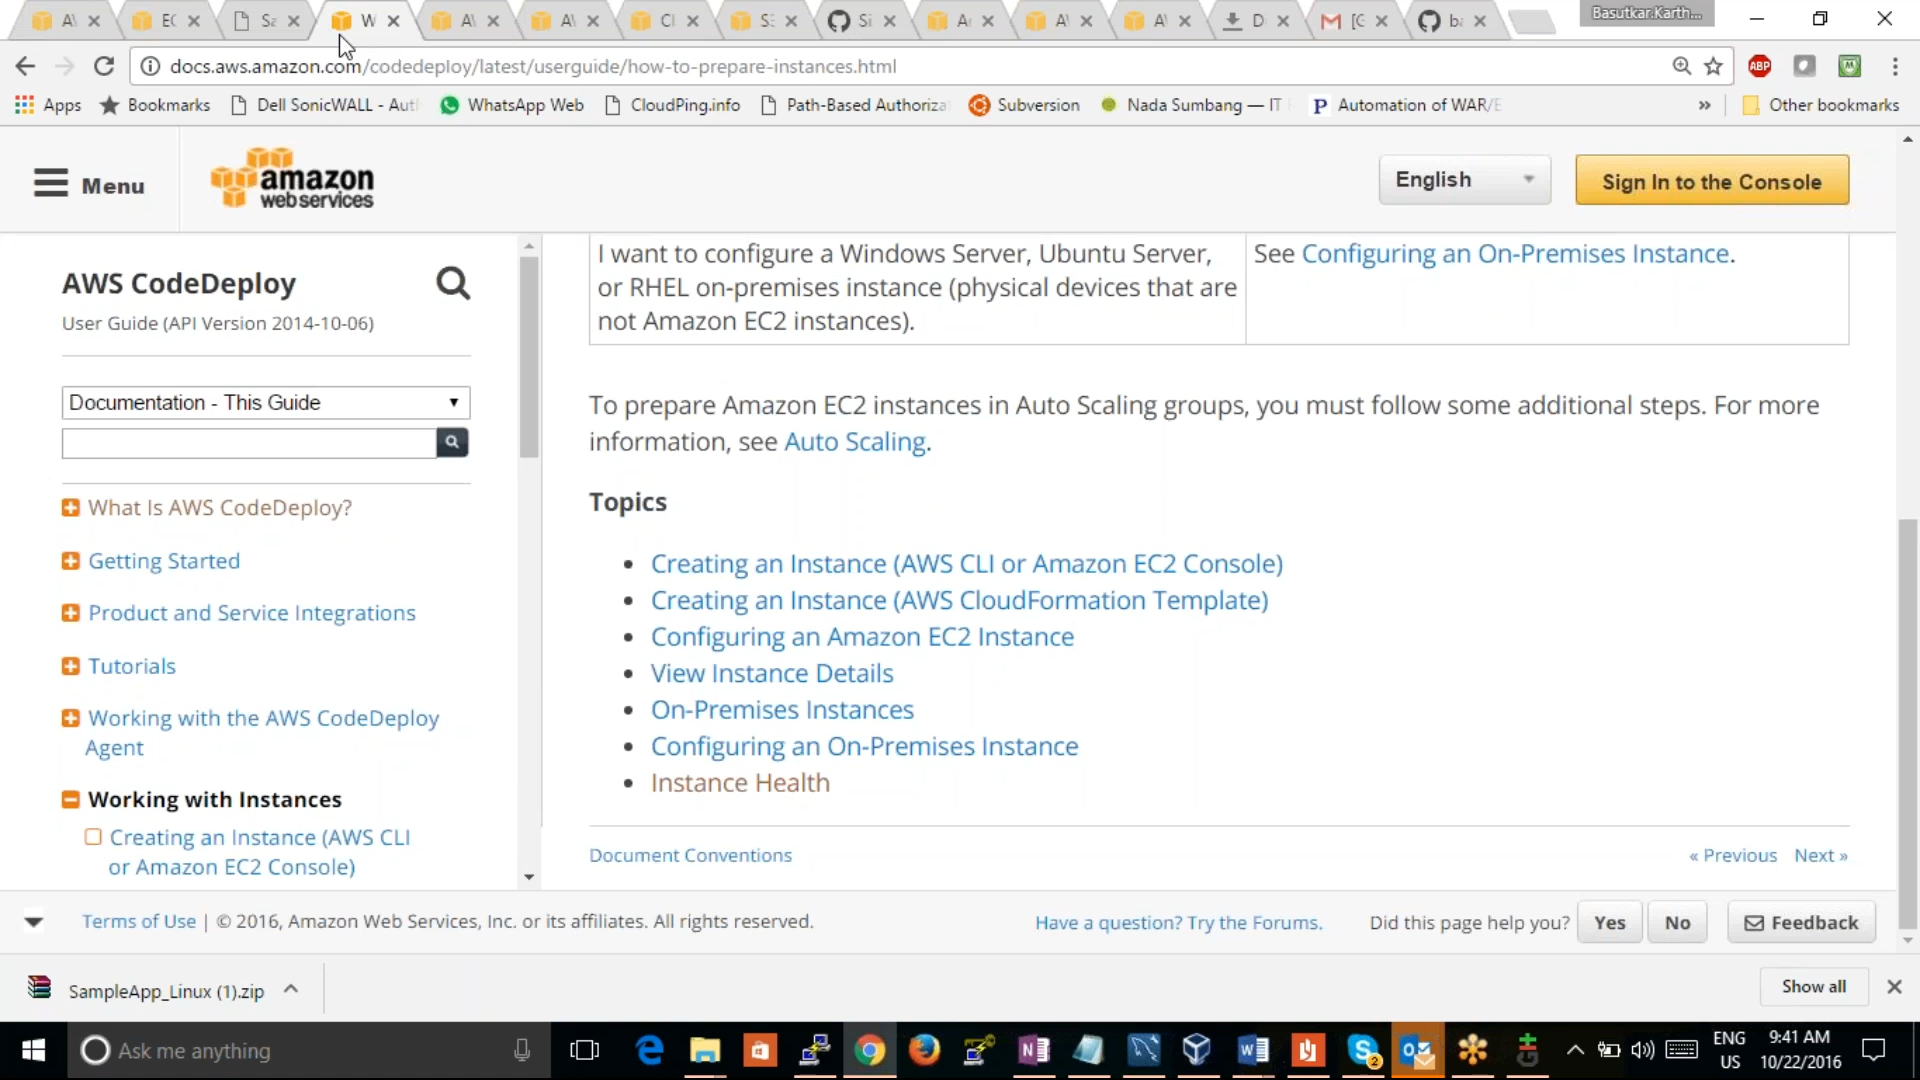 Basutkar.Karth...
docs.aws.amazon.com/codedeploy/latest/userguide/how-to-prepare-instances.html
ABP
Apps
Bookmarks
Dell SonicWALL - Aut
WhatsApp Web
CloudPing.info
Path-Based Authoriza
Subversion
Nada Sumbang — IT
Automation of WAR/E
»
Other bookmarks
Menu
amazon
web services
English
Sign In to the Console
AWS CodeDeploy
User Guide (API Version 2014-10-06)
Documentation - This Guide
What Is AWS CodeDeploy?
Getting Started
Product and Service Integrations
Tutorials
Working with the AWS CodeDeploy
Agent
Working with Instances
Creating an Instance (AWS CLI
or Amazon EC2 Console)
I want to configure a Windows Server, Ubuntu Server,
or RHEL on-premises instance (physical devices that are
not Amazon EC2 instances).
See Configuring an On-Premises Instance.
To prepare Amazon EC2 instances in Auto Scaling groups, you must follow some additional steps. For more
information, see Auto Scaling.
Topics
• Creating an Instance (AWS CLI or Amazon EC2 Console)
• Creating an Instance (AWS CloudFormation Template)
• Configuring an Amazon EC2 Instance
• View Instance Details
• On-Premises Instances
• Configuring an On-Premises Instance
• Instance Health
Document Conventions
« Previous Next »
Terms of Use | © 2016, Amazon Web Services, Inc. or its affiliates. All rights reserved.
Have a question? Try the Forums.
Did this page help you?
Yes
No
Feedback
SampleApp_Linux (1).zip
Show all
Ask me anything
ENG
US
9:41 AM
10/22/2016